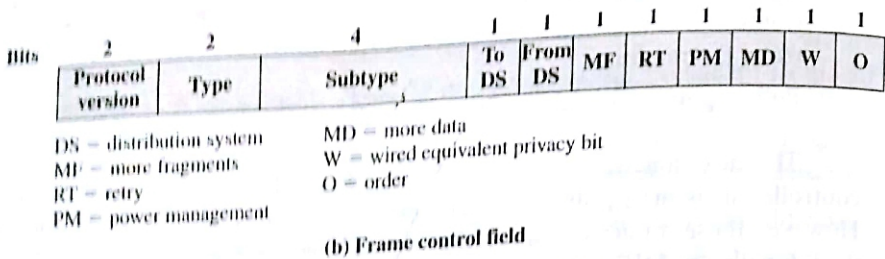 Bits 2 2 4 1 1 1 1 1 1 1 1
Protocol version Type Subtype To DS From DS MF RT PM MD W O
DS = distribution system
MF = more fragments
RT = retry
PM = power management
MD = more data
W = wired equivalent privacy bit
O = order
(b) Frame control field